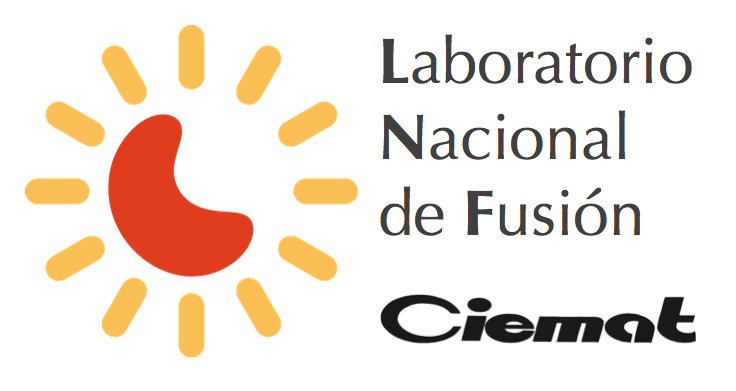 Laboratorio
Nacional
de Fusión
Ciemat